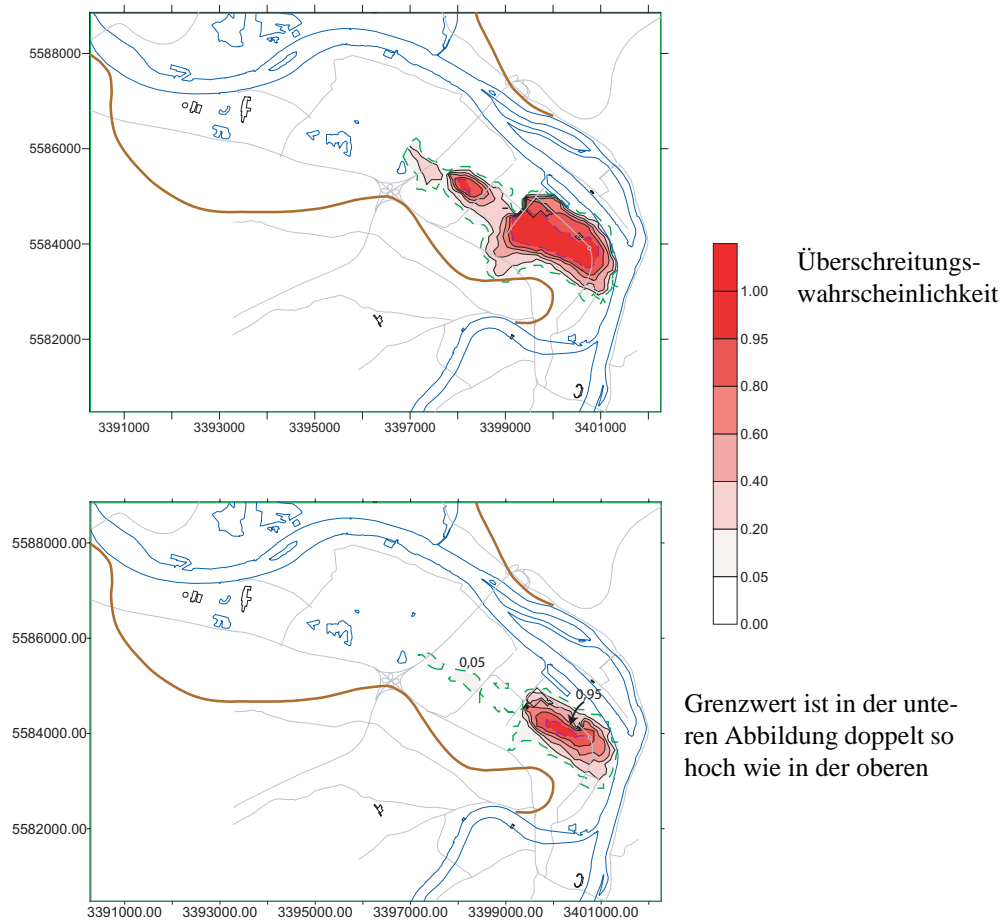 5588000
5586000
5584000
5582000
3391000 3393000 3395000 3397000 3399000 3401000
Überschreitungs-
wahrscheinlichkeit
1.00
0.95
0.80
0.60
0.40
0.20
0.05
0.00
5588000.00
5586000.00
5584000.00
5582000.00
0,05
0,95
3391000.00 3393000.00 3395000.00 3397000.00 3399000.00 3401000.00
Grenzwert ist in der unte-
ren Abbildung doppelt so
hoch wie in der oberen